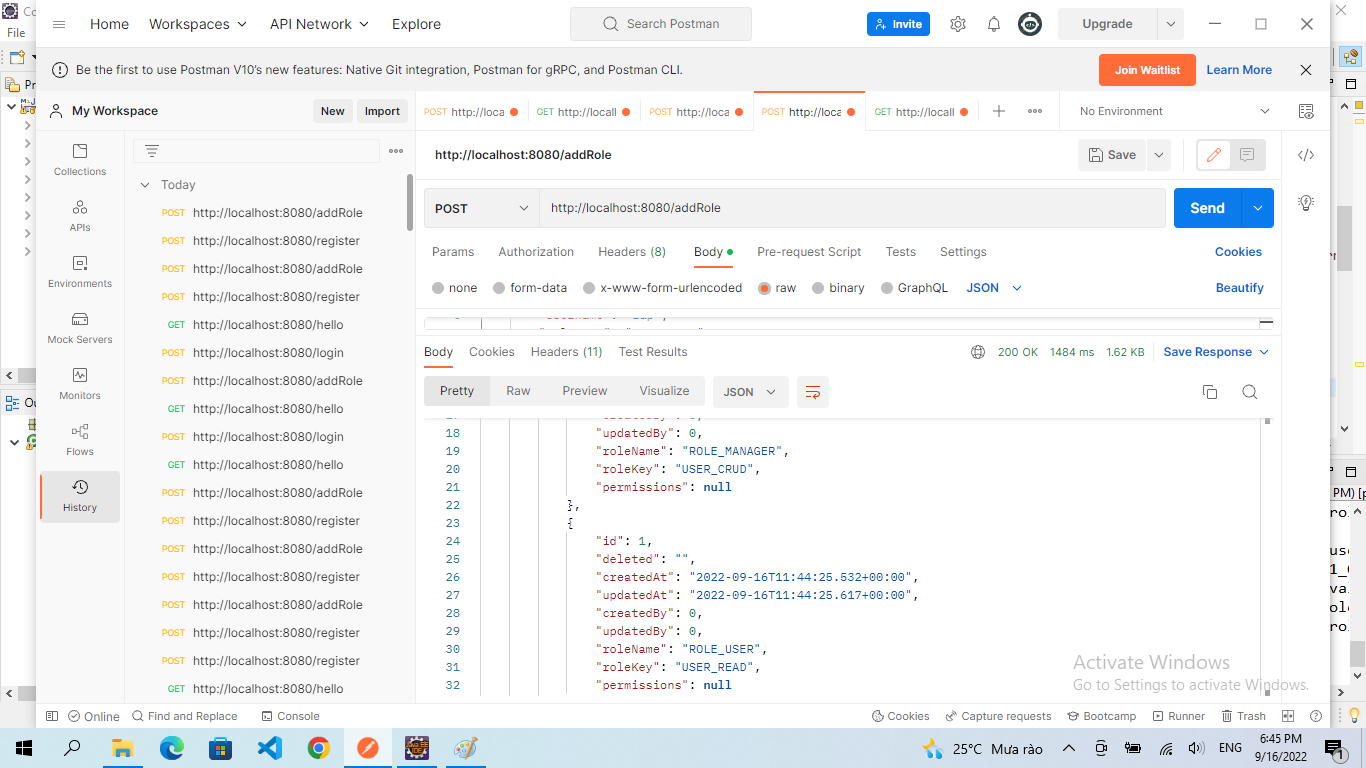 Home
Workspaces
API Network
Explore
Search Postman
Invite
Upgrade
File
Be the first to use Postman V10's new features: Native Git integration, Postman for gRPC, and Postman CLI.
Join Waitlist
Learn More
My Workspace
New
Import
POST http://loca
GET http://locall
POST http://loca
POST http://loca
GET http://locall
No Environment
Collections
APIs
Environments
Mock Servers
Monitors
Flows
History
Today
POST http://localhost:8080/addRole
POST http://localhost:8080/register
POST http://localhost:8080/addRole
POST http://localhost:8080/register
GET http://localhost:8080/hello
POST http://localhost:8080/login
POST http://localhost:8080/addRole
GET http://localhost:8080/hello
POST http://localhost:8080/login
GET http://localhost:8080/hello
POST http://localhost:8080/addRole
POST http://localhost:8080/register
POST http://localhost:8080/addRole
POST http://localhost:8080/register
POST http://localhost:8080/addRole
POST http://localhost:8080/register
POST http://localhost:8080/register
GET http://localhost:8080/hello
http://localhost:8080/addRole
Save
POST
http://localhost:8080/addRole
Send
Params
Authorization
Headers (8)
Body
Pre-request Script
Tests
Settings
Cookies
none
form-data
x-www-form-urlencoded
raw
binary
GraphQL
JSON
Beautify
Body
Cookies
Headers (11)
Test Results
200 OK
1484 ms
1.62 KB
Save Response
Pretty
Raw
Preview
Visualize
JSON
18 "updatedBy": 0,
19 "roleName": "ROLE_MANAGER",
20 "roleKey": "USER_CRUD",
21 "permissions": null
22 },
23 {
24 "id": 1,
25 "deleted": "",
26 "createdAt": "2022-09-16T11:44:25.532+00:00",
27 "updatedAt": "2022-09-16T11:44:25.617+00:00",
28 "createdBy": 0,
29 "updatedBy": 0,
30 "roleName": "ROLE_USER",
31 "roleKey": "USER_READ",
32 "permissions": null
PM) [p
Activate Windows
Go to Settings to activate Windows.
Online
Find and Replace
Console
Cookies
Capture requests
Bootcamp
Runner
Trash
25°C Mưa rào
ENG
6:45 PM
9/16/2022
1